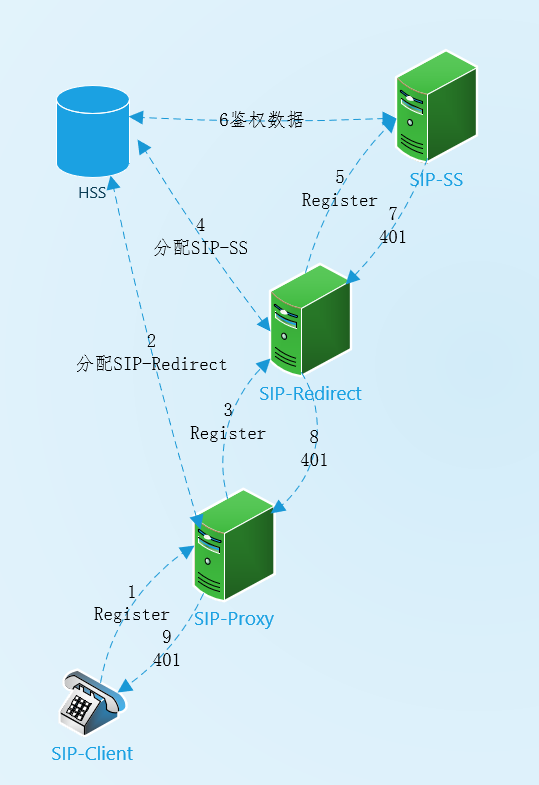 6鉴权数据
HSS
SIP-SS
5
Register
7
401
4
分配SIP-SS
2
分配SIP-Redirect
SIP-Redirect
3
Register
8
401
1
Register
SIP-Proxy
9
401
SIP-Client